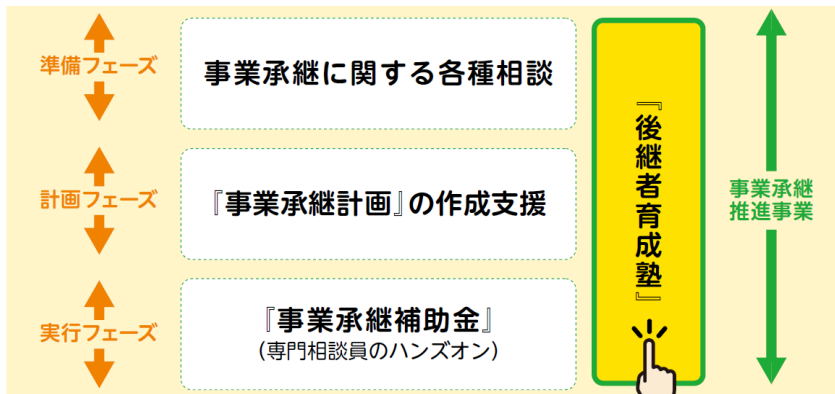 準備フェーズ
事業承継に関する各種相談
計画フェーズ
『事業承継計画』の作成支援
実行フェーズ
『事業承継補助金』
(専門相談員のハンズオン)
『後継者育成塾』
事業承継
推進事業